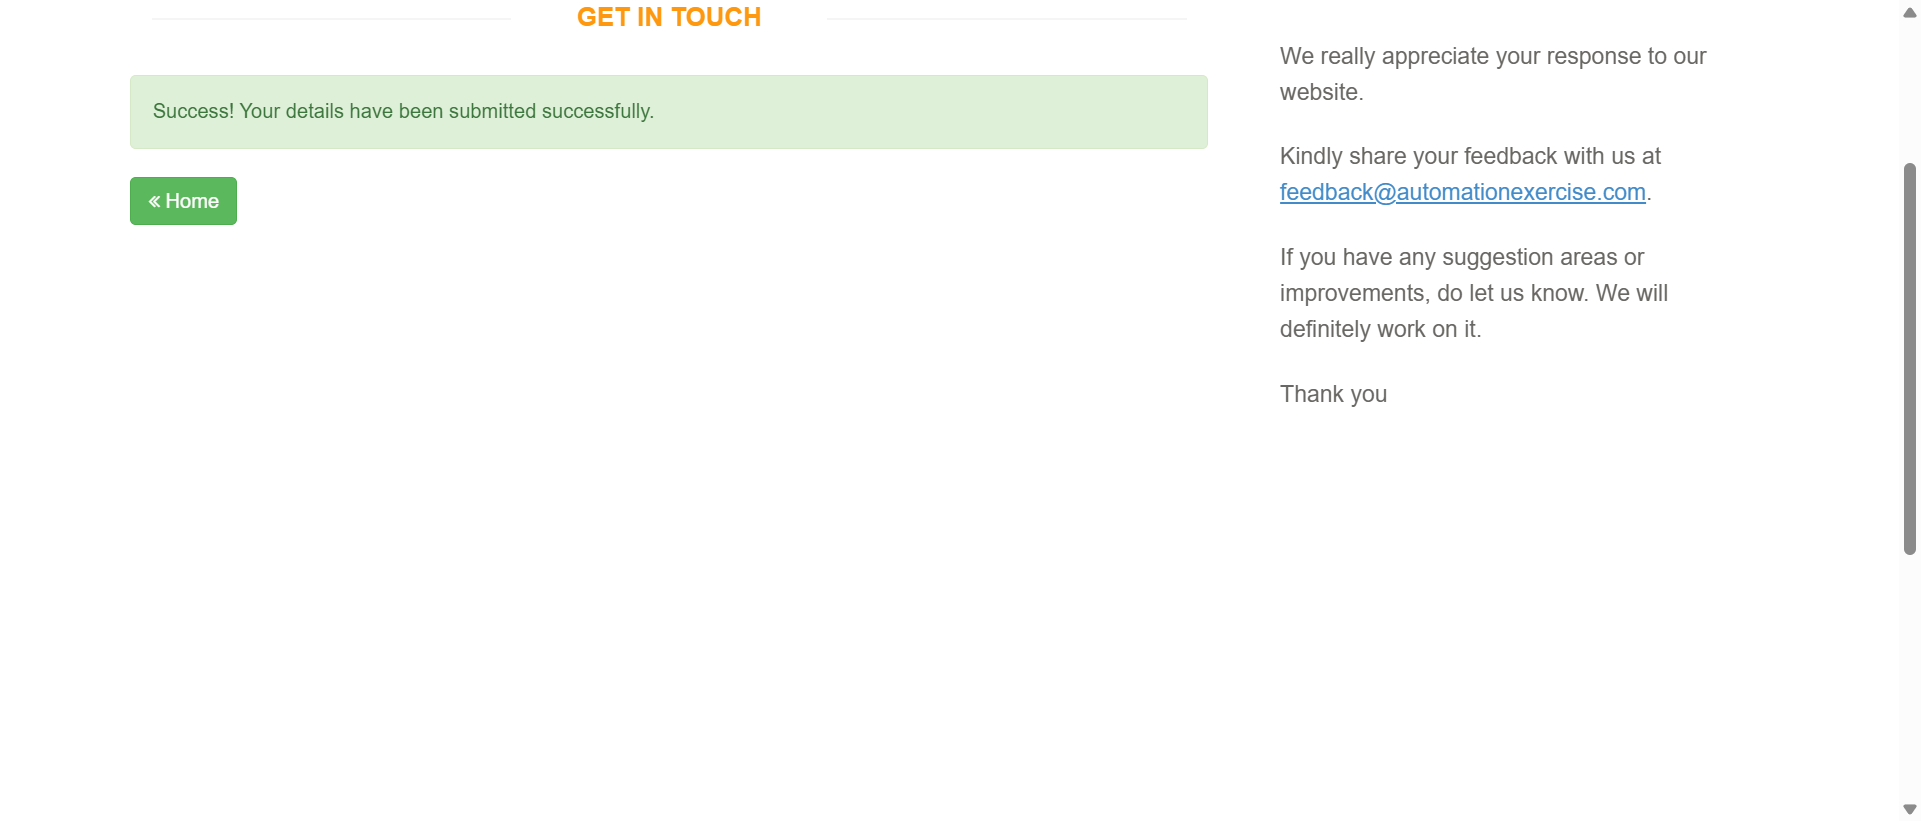 GET IN TOUCH
Success! Your details have been submitted successfully.
« Home
We really appreciate your response to our
website.
Kindly share your feedback with us at
feedback@automationexercise.com.
If you have any suggestion areas or
improvements, do let us know. We will
definitely work on it.
Thank you